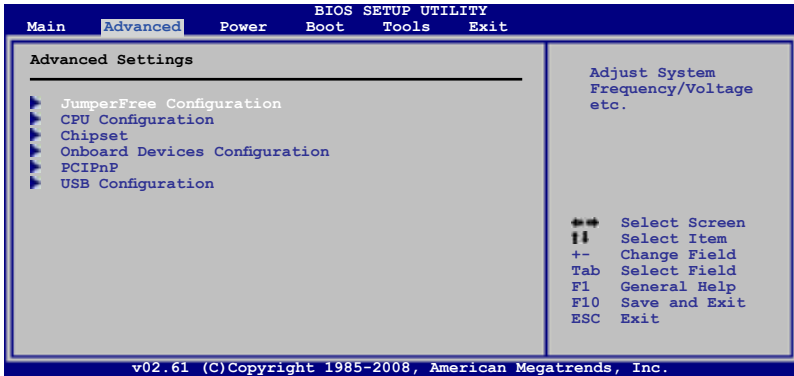 BIOS SETUP UTILITY
Main Advanced Power Boot Tools Exit
Advanced Settings
JumperFree Configuration
CPU Configuration
Chipset
Onboard Devices Configuration
PCIPnP
USB Configuration
Adjust System
Frequency/Voltage
etc.
Select Screen
Select Item
+- Change Field
Tab Select Field
F1 General Help
F10 Save and Exit
ESC Exit
v02.61 (C)Copyright 1985-2008, American Megatrends, Inc.